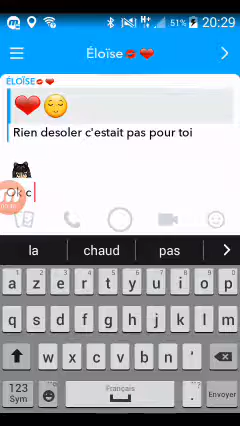 51% 20:29
Éloïse💋❤️
ÉLOÏSE💋❤️
Rien desoler c'estait pas pour toi
Ok c
la chaud pas
a z e r t y u i o p
q s d f g h j k l m
w x c v b n '
123 Français . Envoyer
Sym